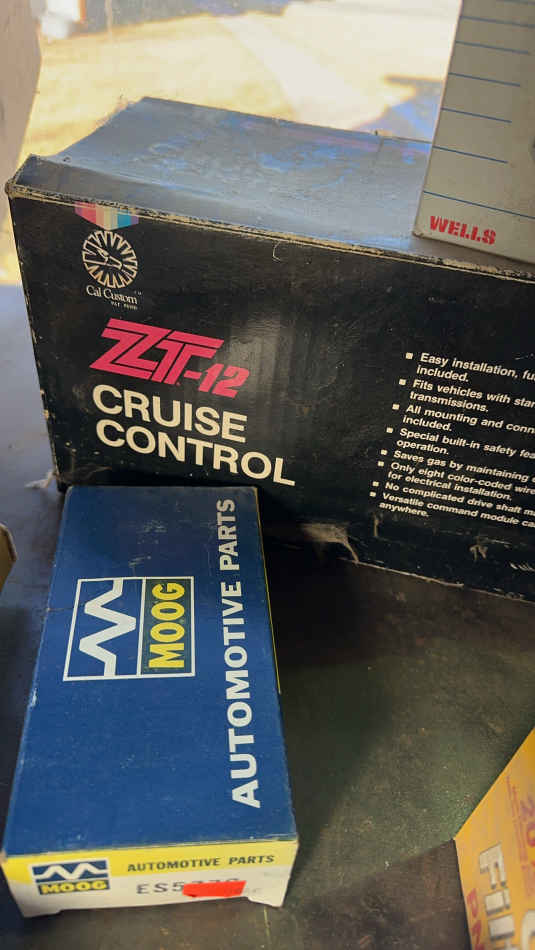 WELLS
Cal Custom
ZT-12
CRUISE
CONTROL
Easy installation,
included.
Fits vehicles with
transmissions.
All mounting and
included.
Special built-in safety
operation.
Saves gas by maintaining
Only eight color-coded
for electrical installation.
No complicated drive shaft
Versatile command module
anywhere.
MOOG
AUTOMOTIVE PARTS
MOOG
AUTOMOTIVE PARTS
20